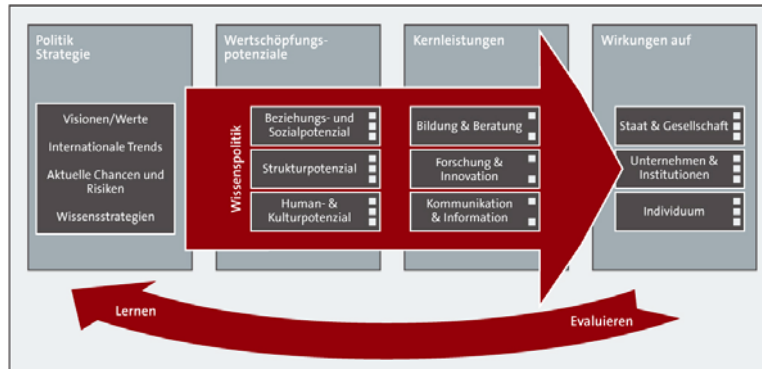 Politik
Strategie
Visionen/Werte
Internationale Trends
Aktuelle Chancen und
Risiken
Wissensstrategien
Wissenspolitik
Wertschöpfungs-
potenziale
Beziehungs- und
Sozialpotenzial
Strukturpotenzial
Human- &
Kulturpotenzial
Kernleistungen
Bildung & Beratung
Forschung &
Innovation
Kommunikation
& Information
Wirkungen auf
Staat & Gesellschaft
Unternehmen &
Institutionen
Individuum
Lernen
Evaluieren